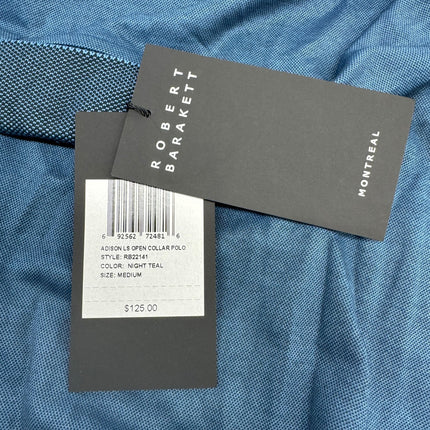 ROBERT
BARAKETT
MONTREAL
6 92562 72481 6
ADISON LS OPEN COLLAR POLO
STYLE: RB22141
COLOR: NIGHT TEAL
SIZE: MEDIUM
$125.00